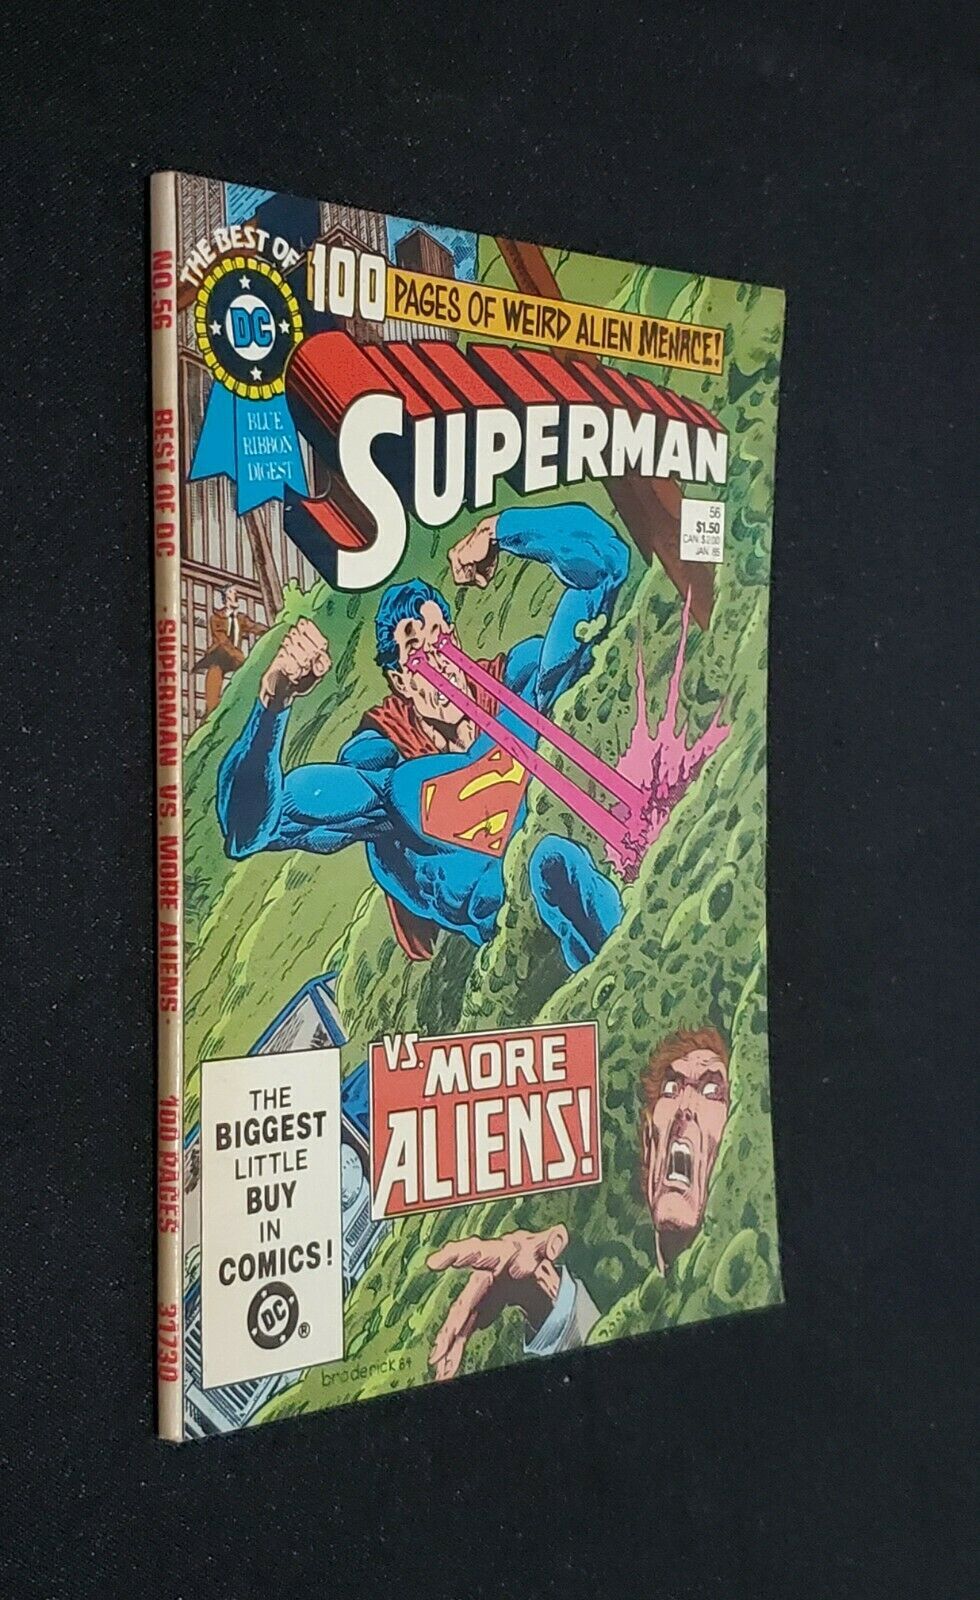 NO. 56 BEST OF DC · SUPERMAN VS. MORE ALIENS · 100 PAGES 31730
THE BEST OF
DC
BLUE
RIBBON
DIGEST
100 PAGES OF WEIRD ALIEN MENACE!
SUPERMAN
56
$1.50
CAN $2.00
JAN. 85
S
VS. MORE
ALIENS!
THE
BIGGEST
LITTLE
BUY
IN
COMICS!
DC
®
broderick 84